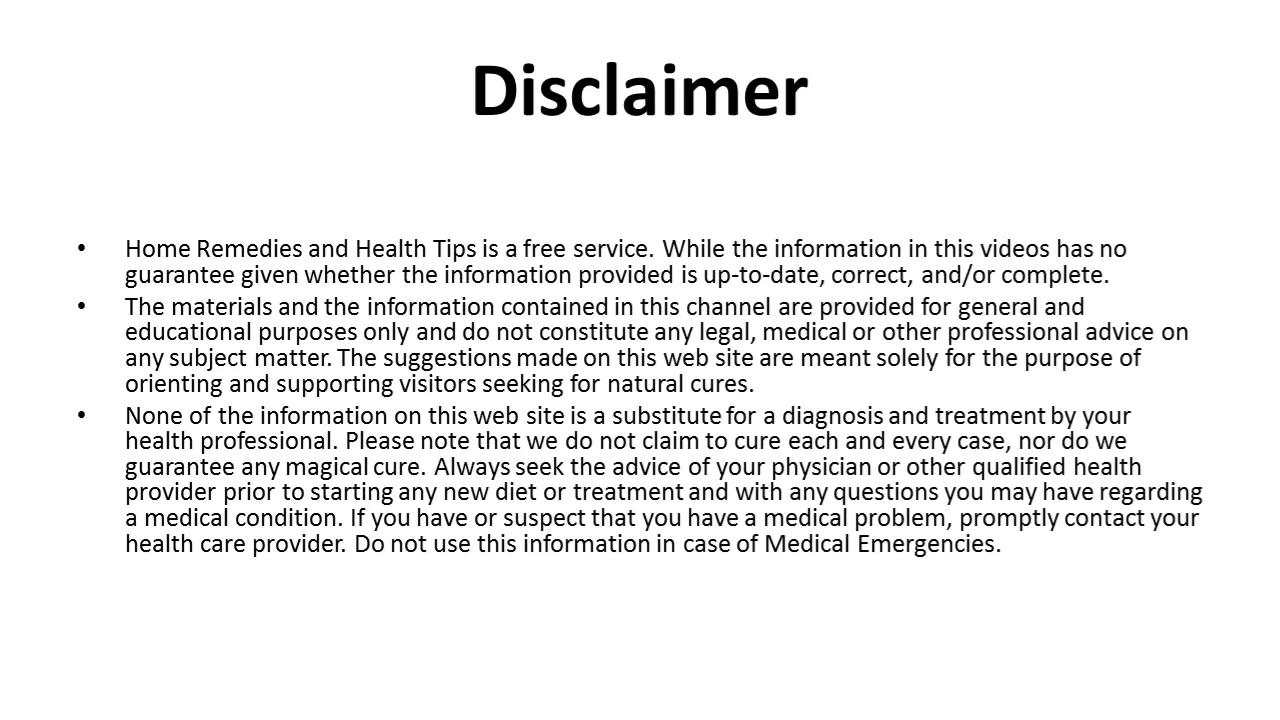 Disclaimer
• Home Remedies and Health Tips is a free service. While the information in this videos has no
guarantee given whether the information provided is up-to-date, correct, and/or complete.
• The materials and the information contained in this channel are provided for general and
educational purposes only and do not constitute any legal, medical or other professional advice on
any subject matter. The suggestions made on this web site are meant solely for the purpose of
orienting and supporting visitors seeking for natural cures.
• None of the information on this web site is a substitute for a diagnosis and treatment by your
health professional. Please note that we do not claim to cure each and every case, nor do we
guarantee any magical cure. Always seek the advice of your physician or other qualified health
provider prior to starting any new diet or treatment and with any questions you may have regarding
a medical condition. If you have or suspect that you have a medical problem, promptly contact your
health care provider. Do not use this information in case of Medical Emergencies.